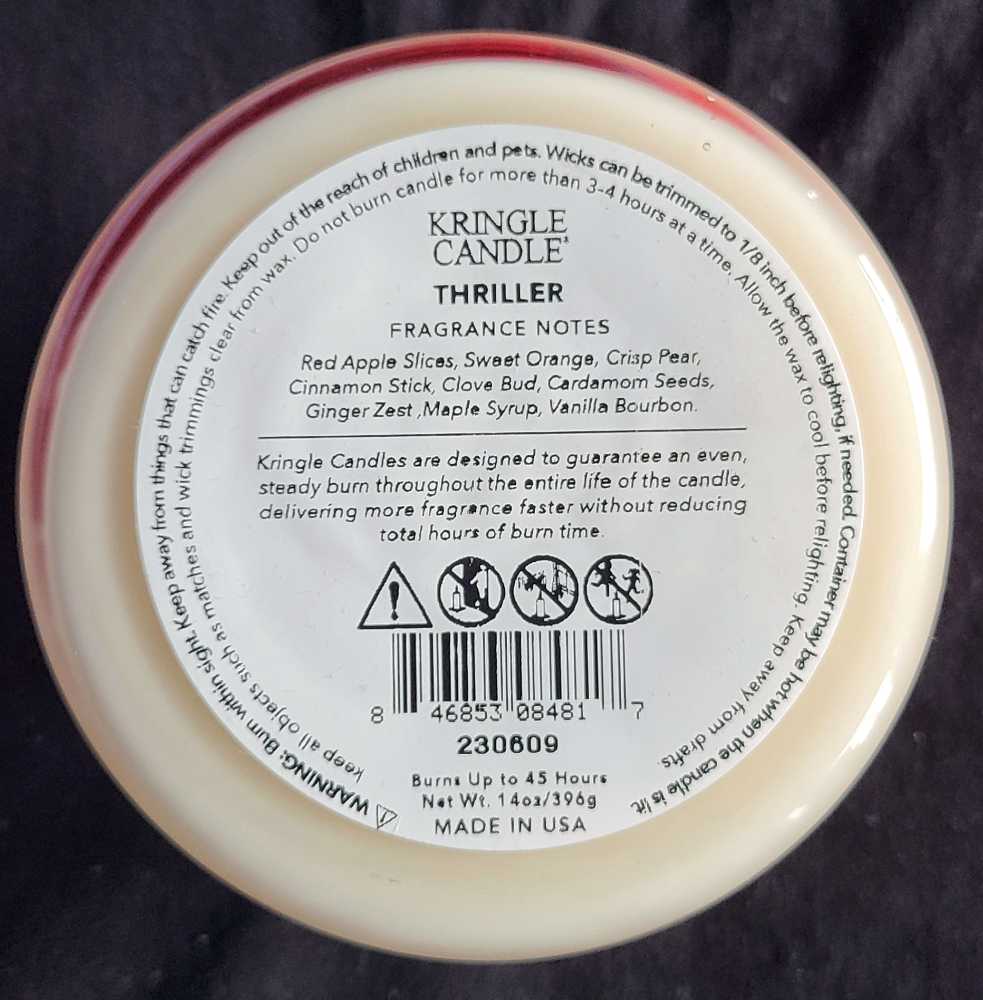 ⚠ WARNING: Burn within sight. Keep away from things that can catch fire. Keep out of the reach of children and pets. Wicks can be trimmed to 1/8 inch before relighting, if needed. Container may be hot when the candle is lit.
keep all objects such as matches and wick trimmings clear from wax. Do not burn candle for more than 3-4 hours at a time. Allow the wax to cool before relighting. Keep away from drafts.
KRINGLE
CANDLE
THRILLER
FRAGRANCE NOTES
Red Apple Slices, Sweet Orange, Crisp Pear,
Cinnamon Stick, Clove Bud, Cardamom Seeds,
Ginger Zest ,Maple Syrup, Vanilla Bourbon.
Kringle Candles are designed to guarantee an even,
steady burn throughout the entire life of the candle,
delivering more fragrance faster without reducing
total hours of burn time.
8 46853 08481 7
230609
Burns Up to 45 Hours
Net Wt. 14oz/396g
MADE IN USA